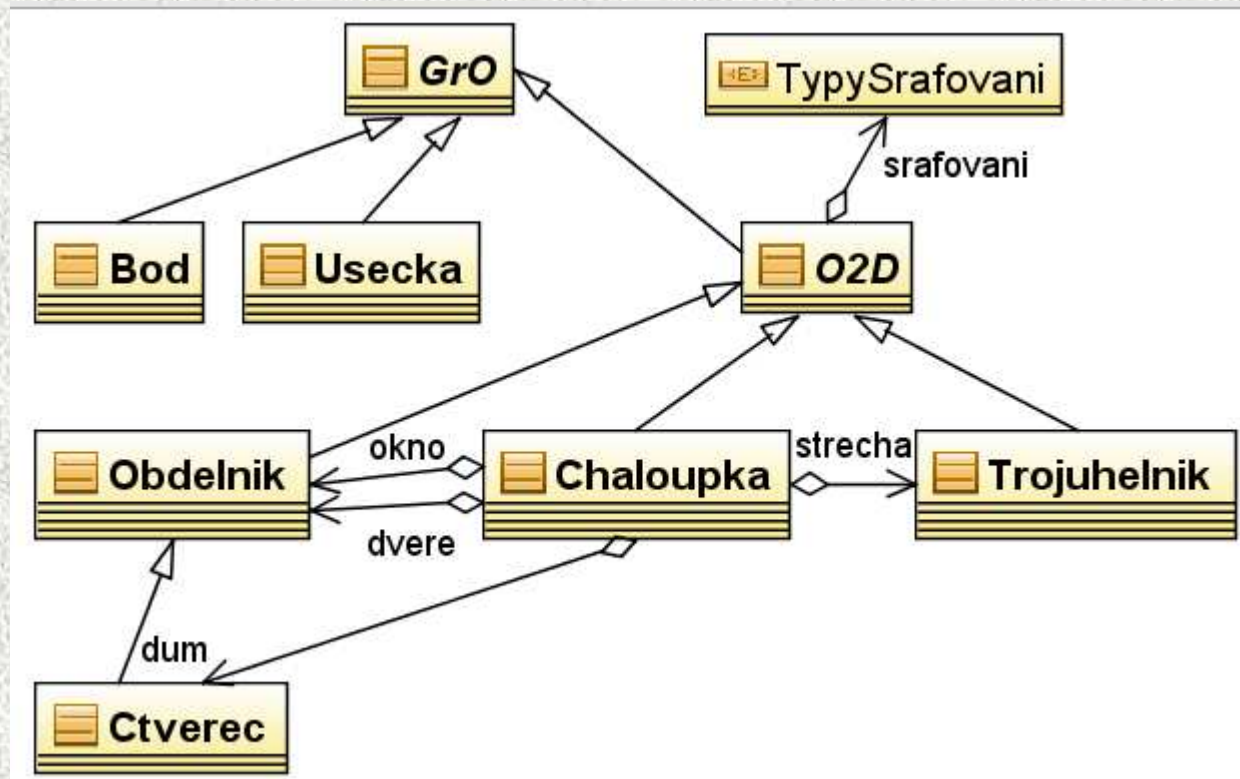 GrO
<E> TypySrafovani
srafovani
Bod
Usecka
O2D
okno
strecha
Obdelnik
Chaloupka
Trojuhelnik
dvere
dum
Ctverec